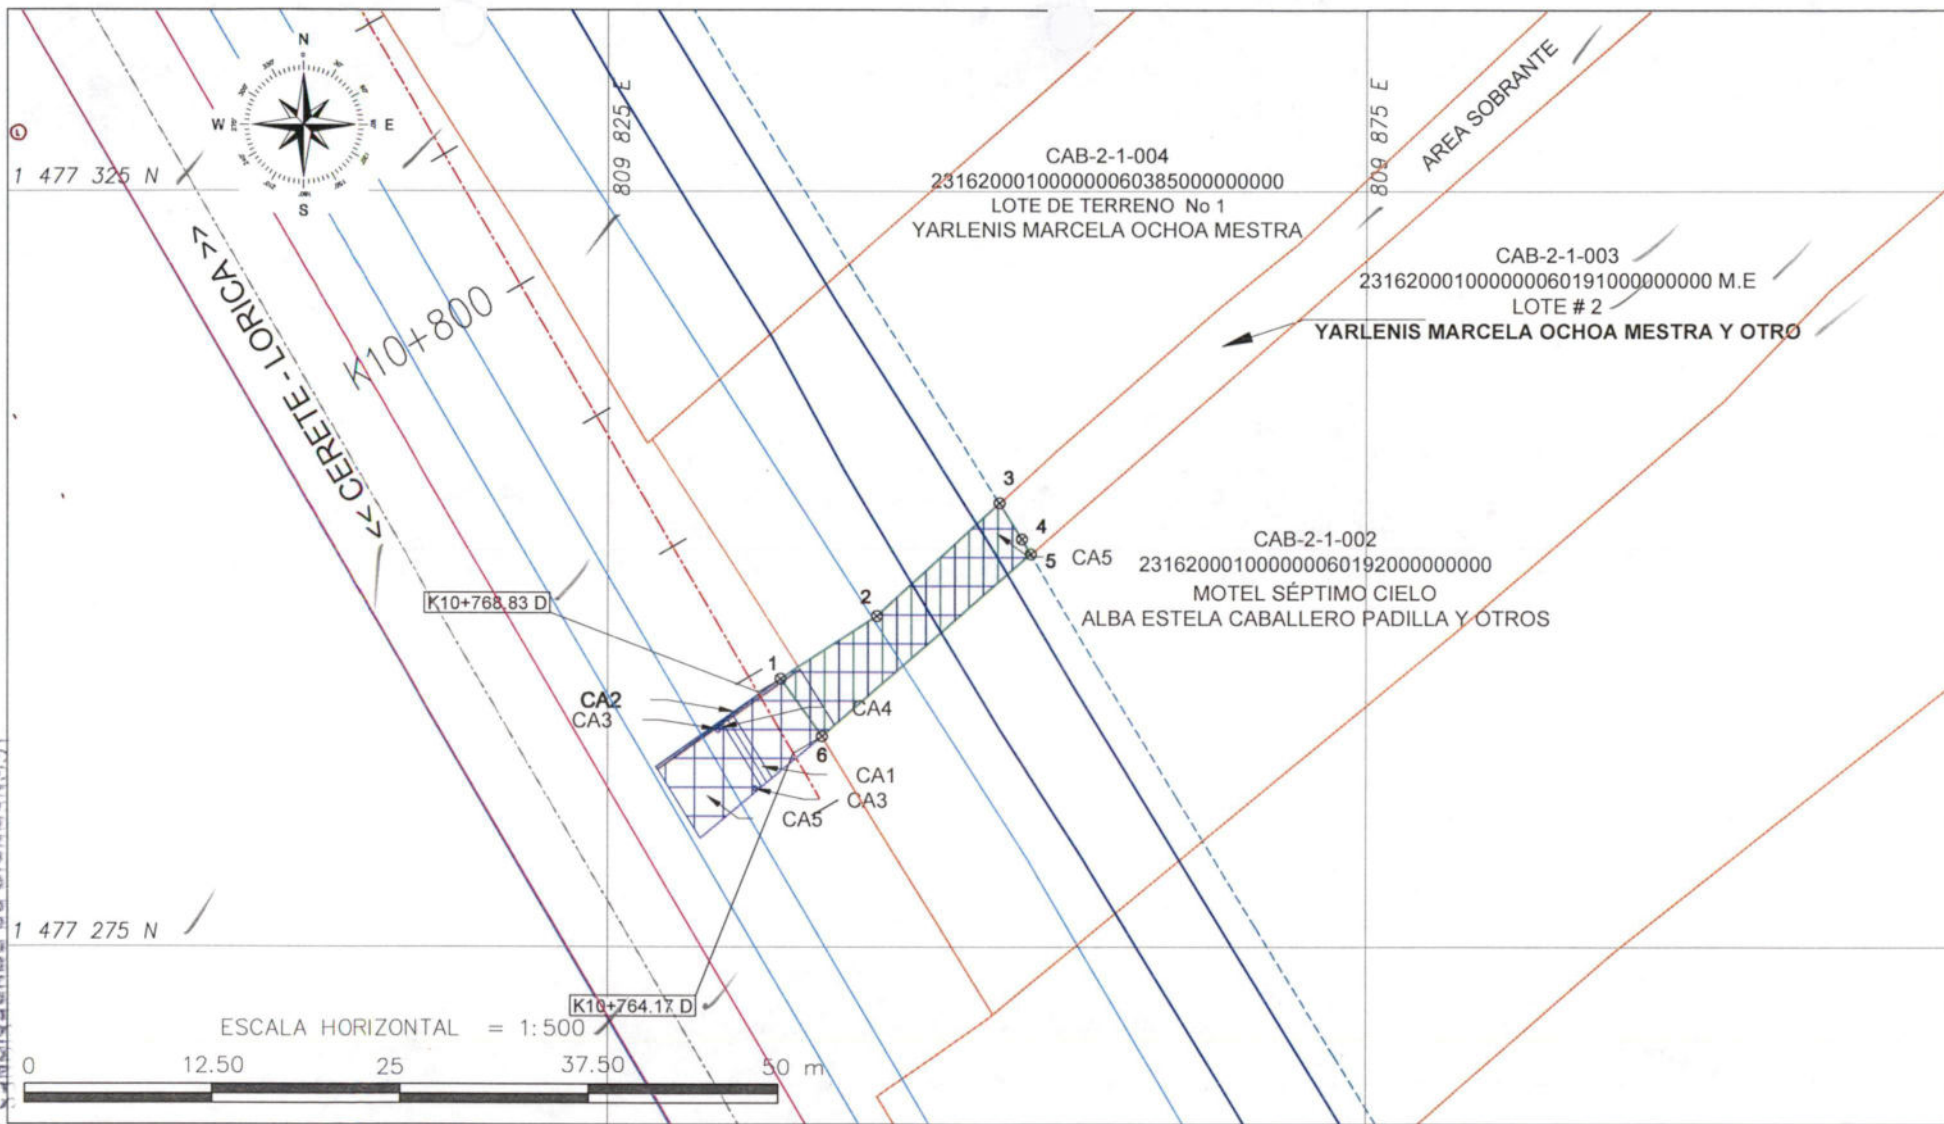 N
W
E
S
1 477 325 N
809 825 E
809 875 E
AREA SOBRANTE
CAB-2-1-004
231620001000000060385000000000
LOTE DE TERRENO No 1
YARLENIS MARCELA OCHOA MESTRA
CAB-2-1-003
231620001000000060191000000000 M.E
LOTE # 2
YARLENIS MARCELA OCHOA MESTRA Y OTRO
<< CERETE - LORICA >>
K10+800
3
4
5
CA5
CAB-2-1-002
231620001000000060192000000000
MOTEL SÉPTIMO CIELO
ALBA ESTELA CABALLERO PADILLA Y OTROS
K10+768.83 D
2
1
CA2
CA3
CA4
6
CA1
CA3
CA5
1 477 275 N
K10+764.17 D
ESCALA HORIZONTAL = 1:500
0 12.50 25 37.50 50 m